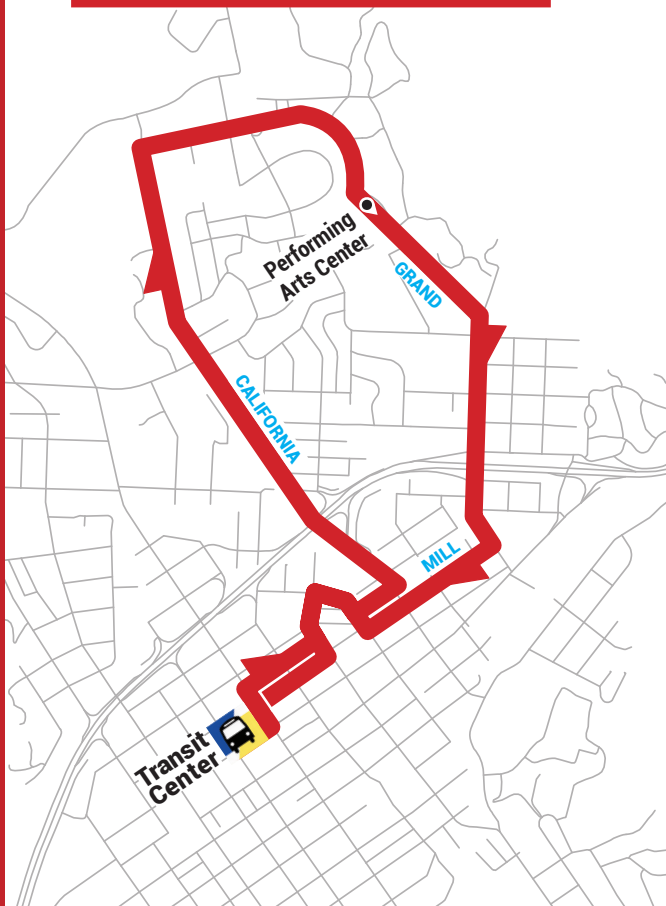 Performing
Arts Center
GRAND
CALIFORNIA
MILL
Transit
Center